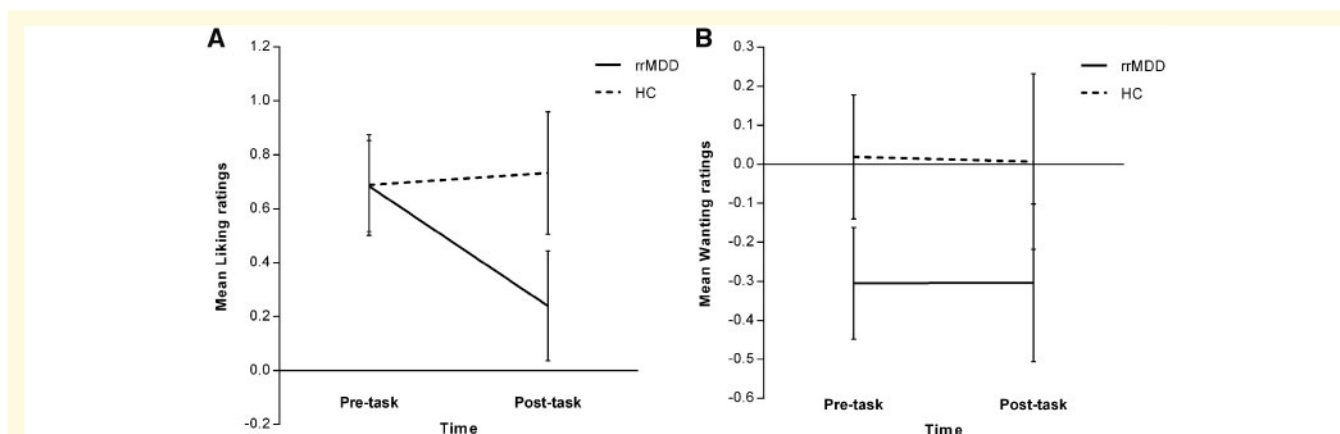 A
1.2
1.0
0.8
0.6
0.4
0.2
0.0
-0.2
Mean Liking ratings
rrMDD
HC
Pre-task
Post-task
Time
B
0.3
0.2
0.1
0.0
-0.1
-0.2
-0.3
-0.4
-0.5
-0.6
Mean Wanting ratings
rrMDD
HC
Pre-task
Post-task
Time